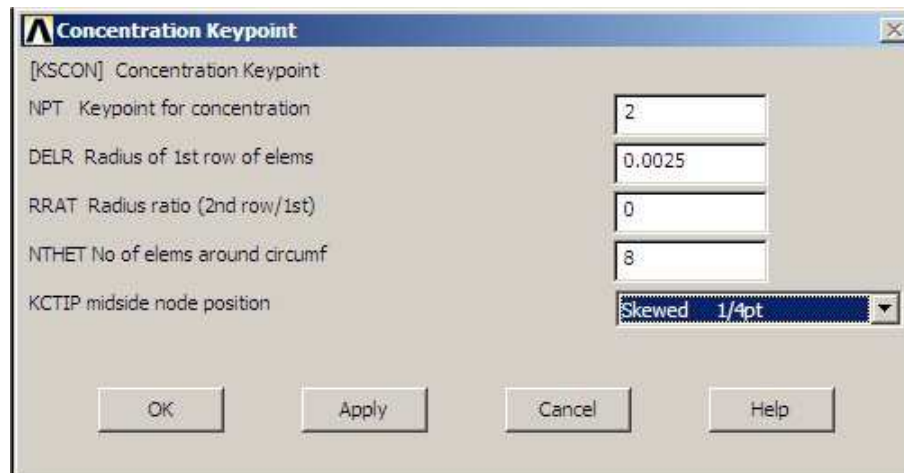 Concentration Keypoint
[KSCON] Concentration Keypoint
NPT Keypoint for concentration 2
DELR Radius of 1st row of elems 0.0025
RRAT Radius ratio (2nd row/1st) 0
NTHET No of elems around circumf 8
KCTIP midside node position Skewed 1/4pt
OK Apply Cancel Help